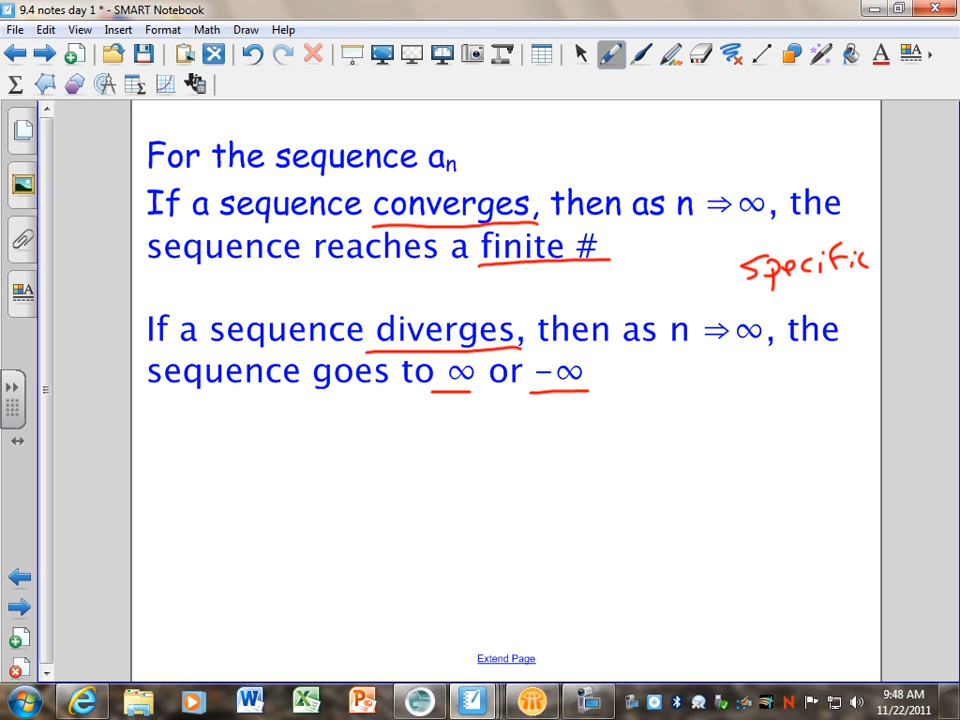 9.4 notes day 1 * - SMART Notebook
File Edit View Insert Format Math Draw Help
For the sequence aₙ
If a sequence converges, then as n ⇒ ∞, the
sequence reaches a finite #
specific
If a sequence diverges, then as n ⇒ ∞, the
sequence goes to ∞ or -∞
Extend Page
9:48 AM
11/22/2011